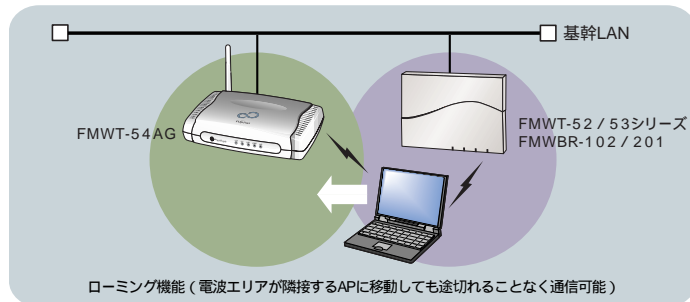 基幹LAN
FMWT-54AG
FMWT-52/53シリーズ
FMWBR-102/201
ローミング機能(電波エリアが隣接するAPに移動しても途切れることなく通信可能)